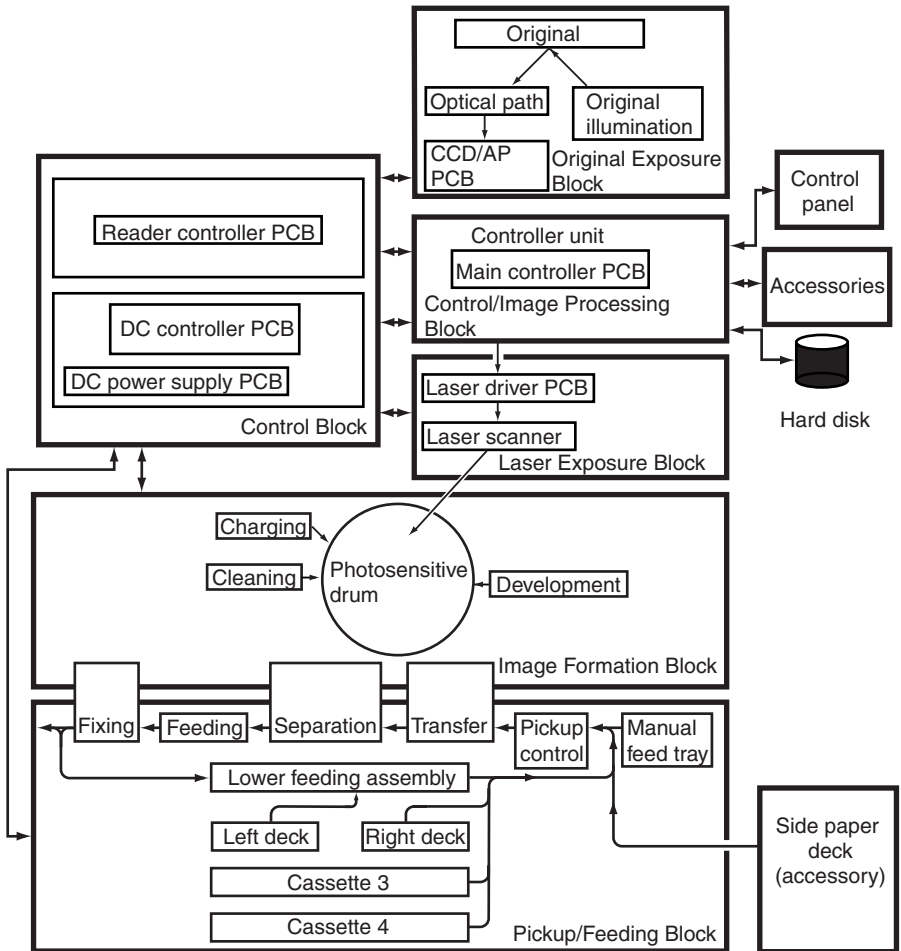 Original
Optical path
Original
illumination
CCD/AP
PCB
Original Exposure
Block
Control
panel
Reader controller PCB
Controller unit
Main controller PCB
Control/Image Processing
Block
Accessories
DC controller PCB
DC power supply PCB
Control Block
Laser driver PCB
Laser scanner
Laser Exposure Block
Hard disk
Charging
Cleaning
Photosensitive
drum
Development
Image Formation Block
Fixing
Feeding
Separation
Transfer
Pickup
control
Manual
feed tray
Lower feeding assembly
Left deck
Right deck
Cassette 3
Cassette 4
Side paper
deck
(accessory)
Pickup/Feeding Block